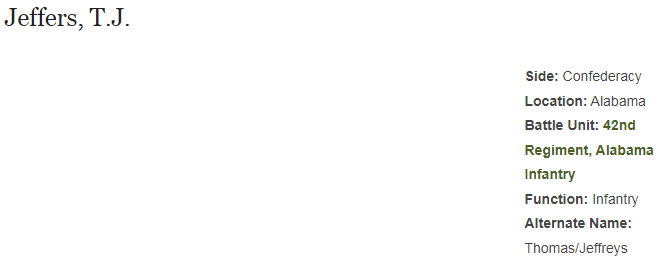 Jeffers, T.J.
Side: Confederacy
Location: Alabama
Battle Unit: 42nd
Regiment, Alabama
Infantry
Function: Infantry
Alternate Name:
Thomas/Jeffreys